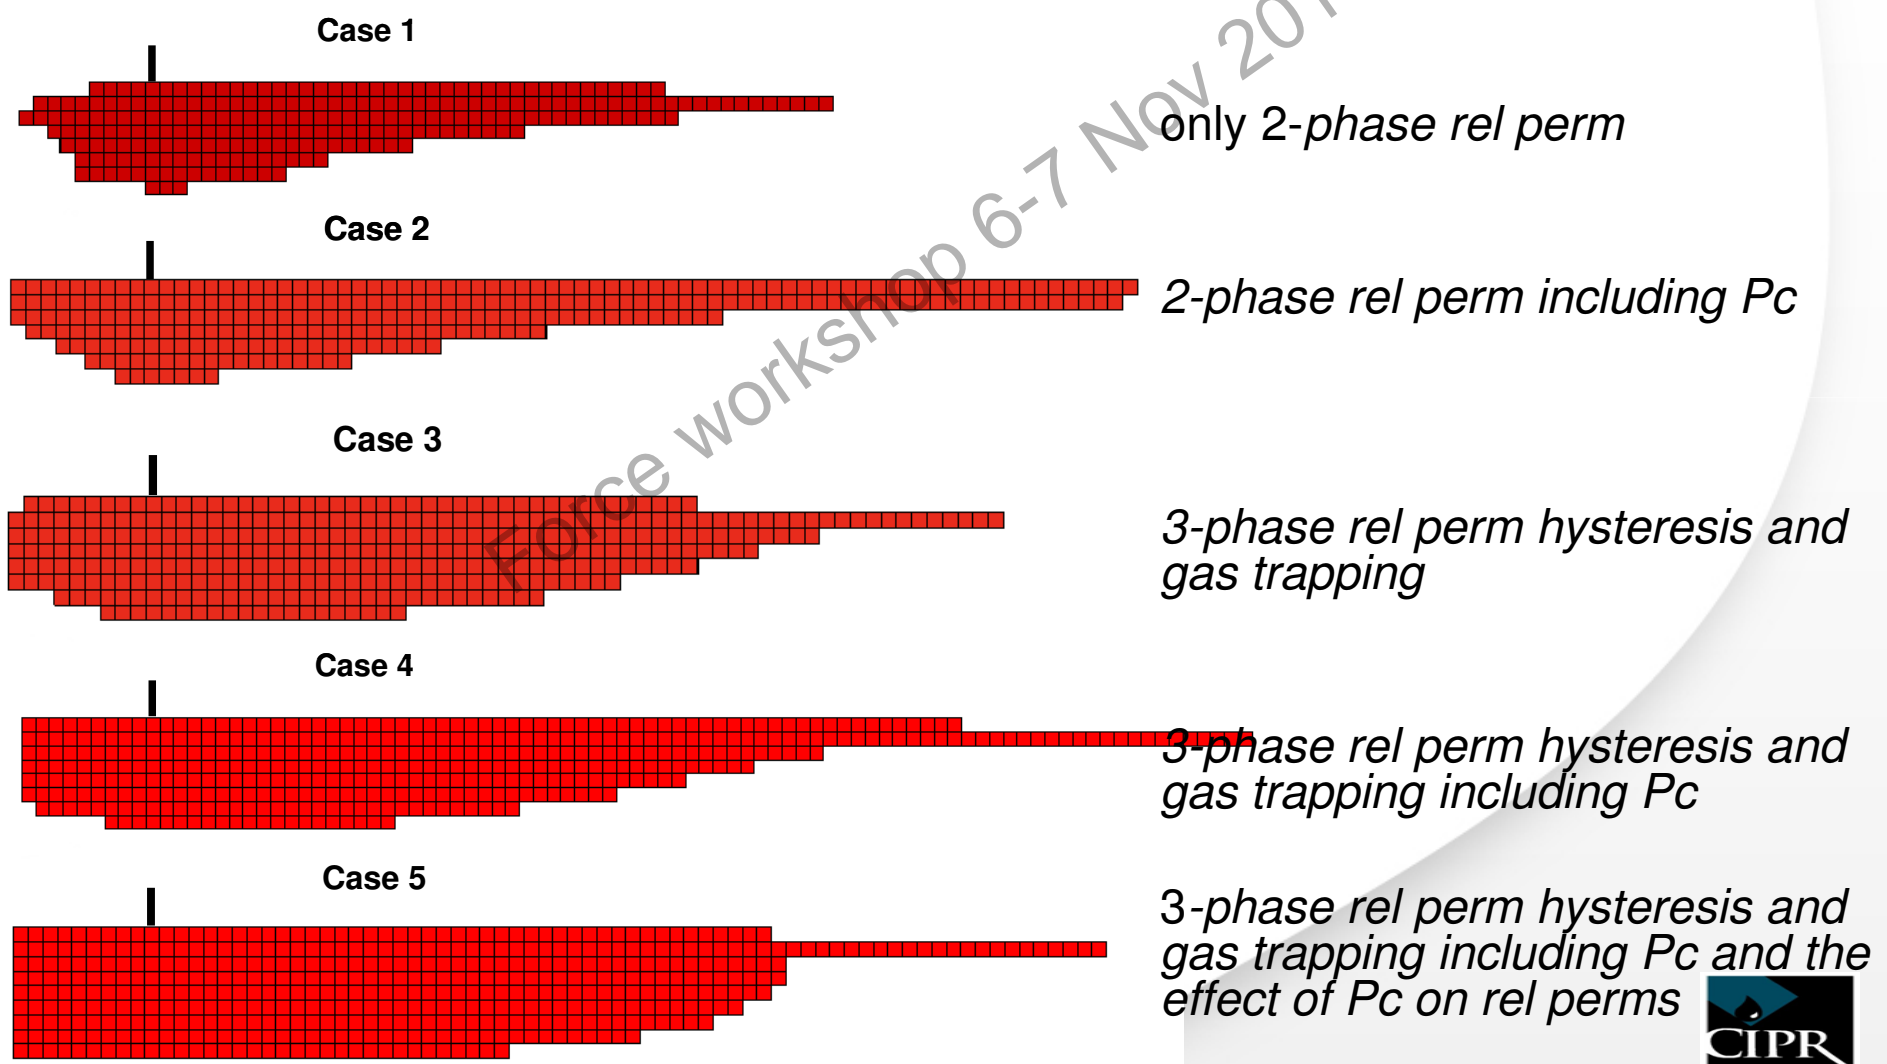 Case 1
only 2-phase rel perm
Case 2
2-phase rel perm including Pc
Case 3
3-phase rel perm hysteresis and
gas trapping
Case 4
3-phase rel perm hysteresis and
gas trapping including Pc
Case 5
3-phase rel perm hysteresis and
gas trapping including Pc and the
effect of Pc on rel perms
Force workshop 6-7 Nov
CIPR